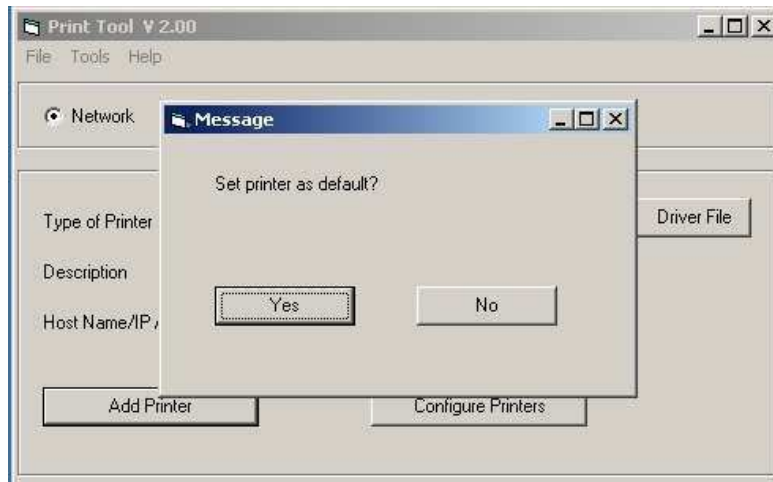 Print Tool V 2.00
File Tools Help
Network
Message
Set printer as default?
Type of Printer
Driver File
Description
Yes No
Host Name/IP
Add Printer Configure Printers